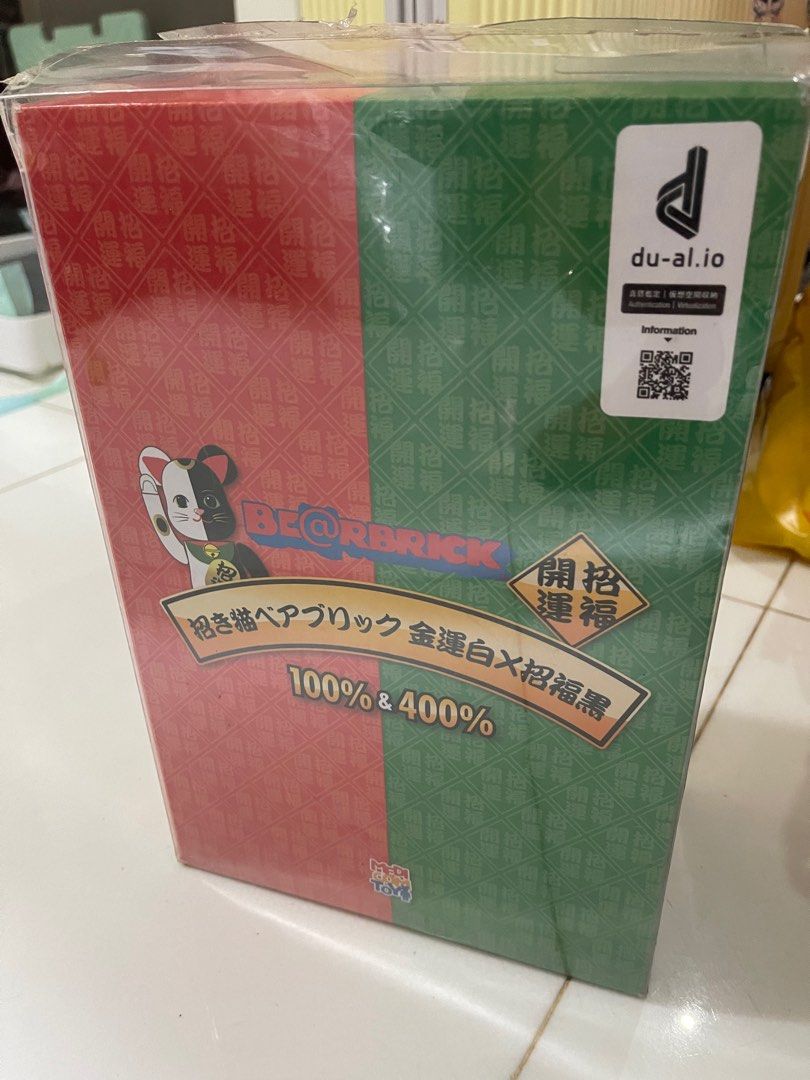 du-al.io
真贋鑑定 | 仮想空間収納
Authentication | Virtualization
Information
BE@RBRICK
開運
招福
招き猫ベアブリック 金運白×招福黒
100% & 400%
MEDI
COM
TOY